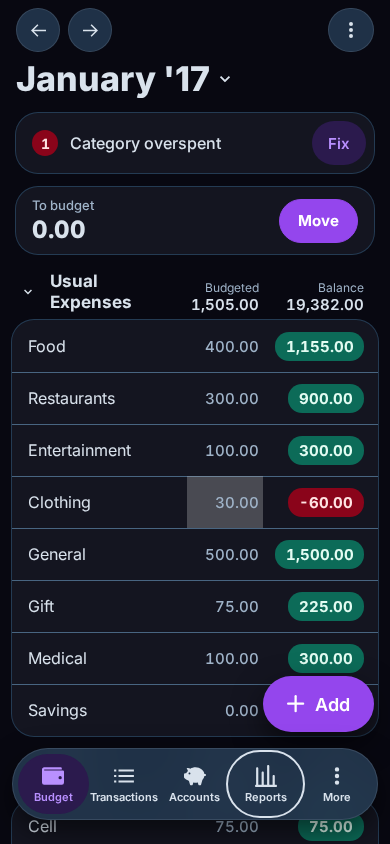 January '17
1 Category overspent Fix
To budget
0.00 Move
Usual Expenses Budgeted Balance
1,505.00 19,382.00
Food 400.00 1,155.00
Restaurants 300.00 900.00
Entertainment 100.00 300.00
Clothing 30.00 -60.00
General 500.00 1,500.00
Gift 75.00 225.00
Medical 100.00 300.00
Savings 0.00
+ Add
Budget Transactions Accounts Reports More
Cell 75.00 75.00